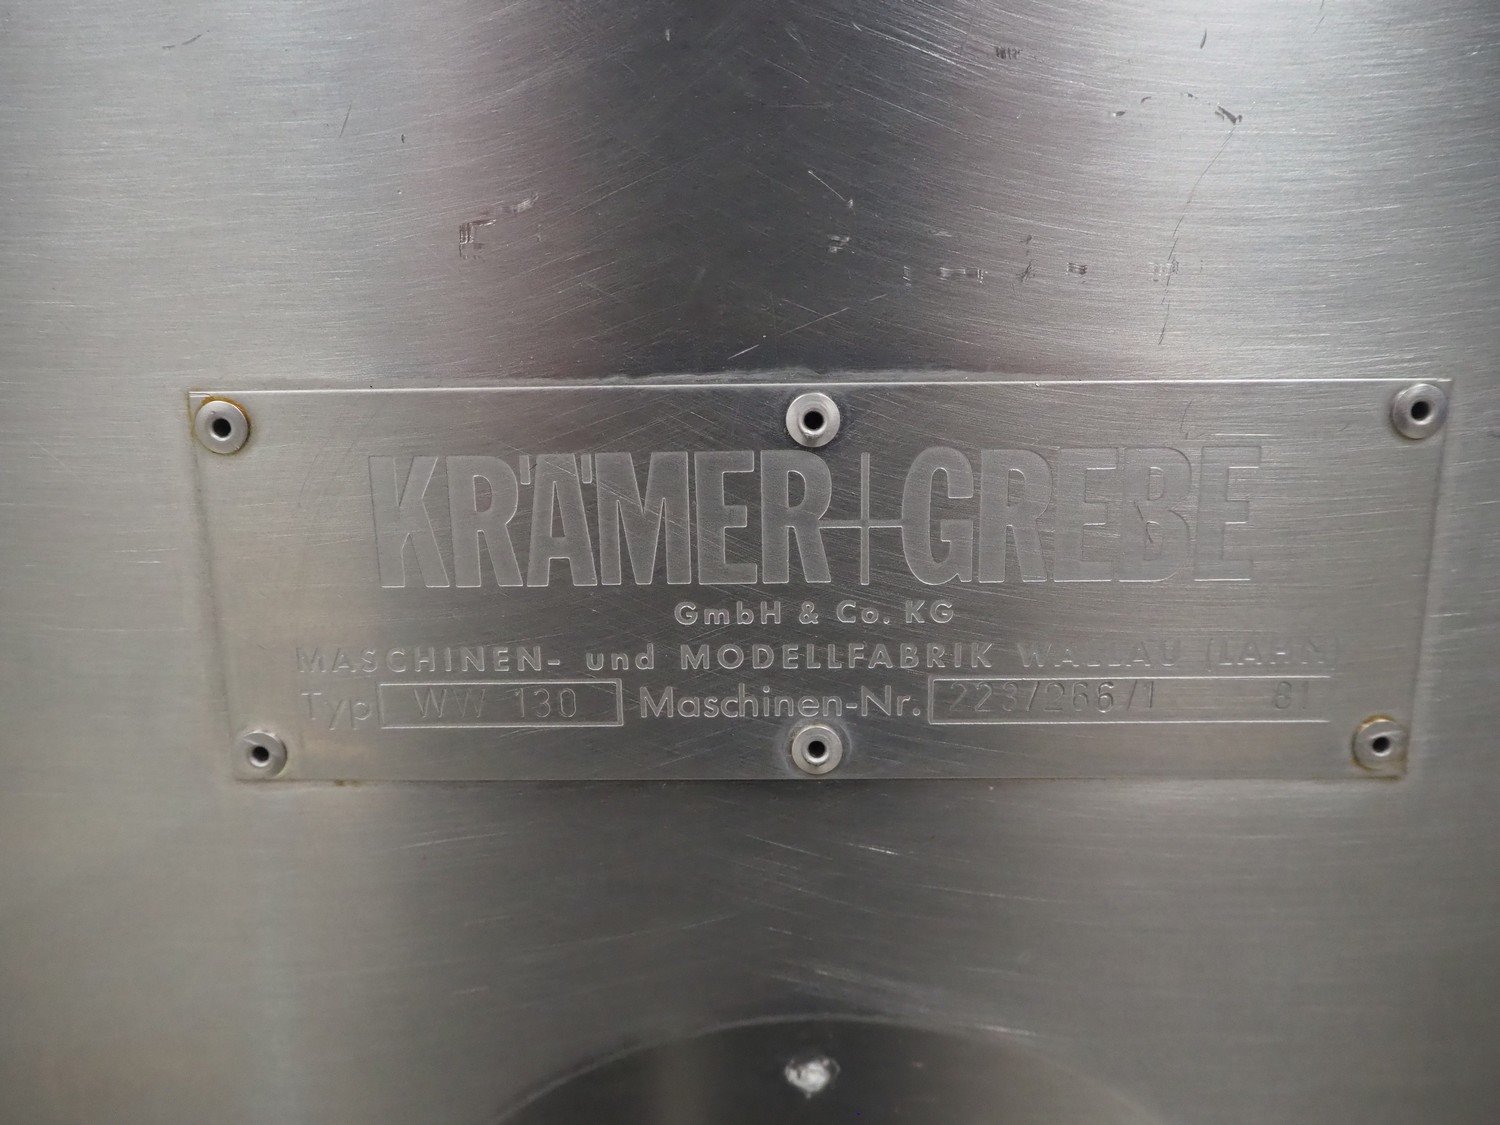 KRÄMER+GREBE
GmbH & Co. KG
MASCHINEN- und MODELLFABRIK WALLAU (LAHN)
Typ WW 130 Maschinen-Nr. 223/266/1 81